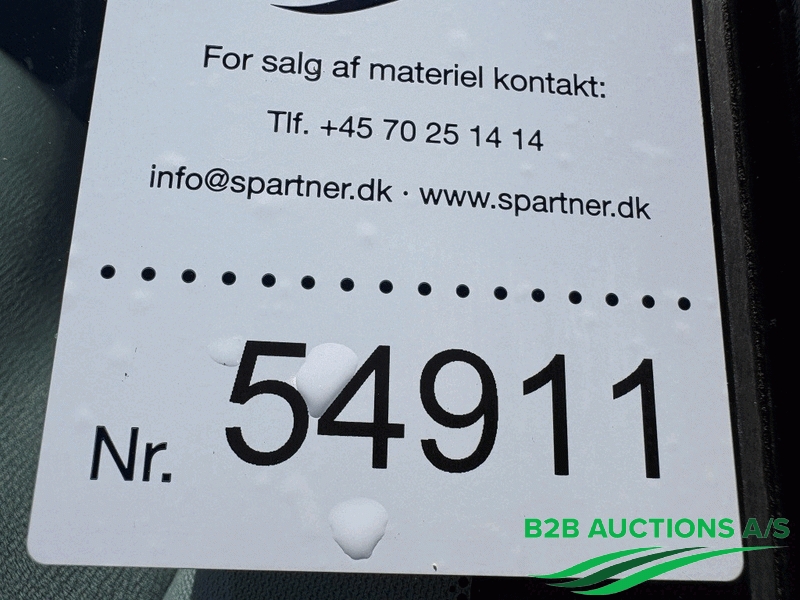 For salg af materiel kontakt:
Tlf. +45 70 25 14 14
info@spartner.dk · www.spartner.dk
Nr. 54911
B2B AUCTIONS A/S